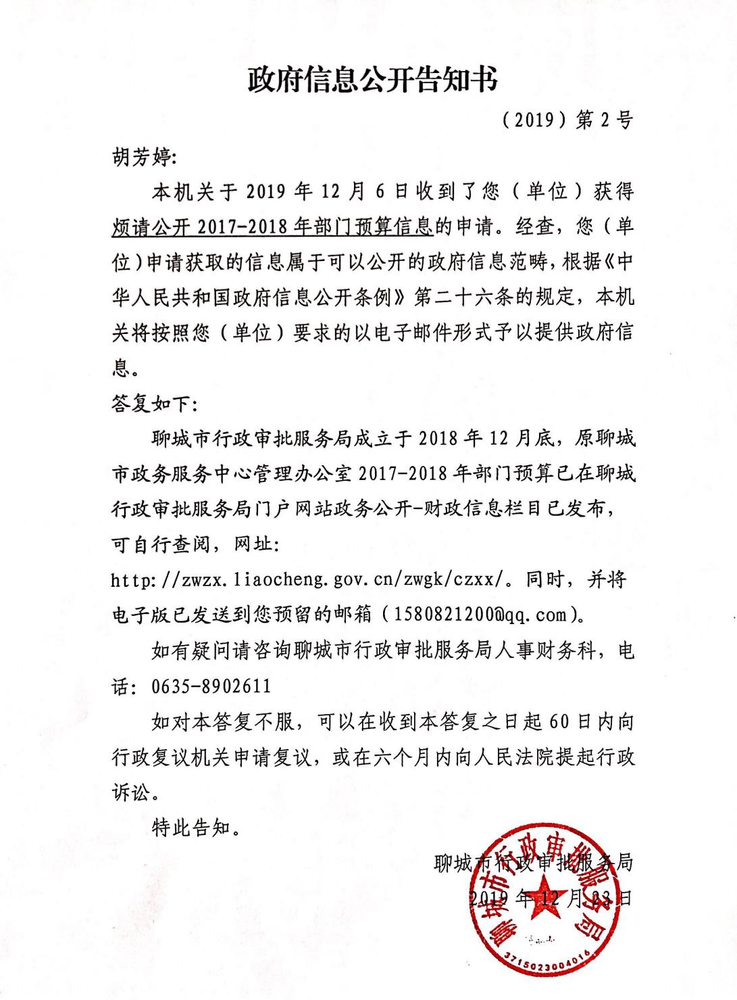 政府信息公开告知书
（2019）第2号
胡芳婷:
本机关于 2019 年 12 月 6 日收到了您（单位）获得
烦请公开 2017-2018 年部门预算信息的申请。经查，您（单
位）申请获取的信息属于可以公开的政府信息范畴，根据《中
华人民共和国政府信息公开条例》第二十六条的规定，本机
关将按照您（单位）要求的以电子邮件形式予以提供政府信
息。
答复如下：
聊城市行政审批服务局成立于 2018 年 12 月底，原聊城
市政务服务中心管理办公室 2017-2018 年部门预算已在聊城
行政审批服务局门户网站政务公开-财政信息栏目已发布，
可自行查阅，网址：
http://zwzx.liaocheng.gov.cn/zwgk/czxx/。同时，并将
电子版已发送到您预留的邮箱（1580821200@qq.com）。
如有疑问请咨询聊城市行政审批服务局人事财务科，电
话：0635-8902611
如对本答复不服，可以在收到本答复之日起 60 日内向
行政复议机关申请复议，或在六个月内向人民法院提起行政
诉讼。
特此告知。
聊城市行政审批服务局
2019 年 12 月 23 日
聊城市行政审批服务局
3715023004016